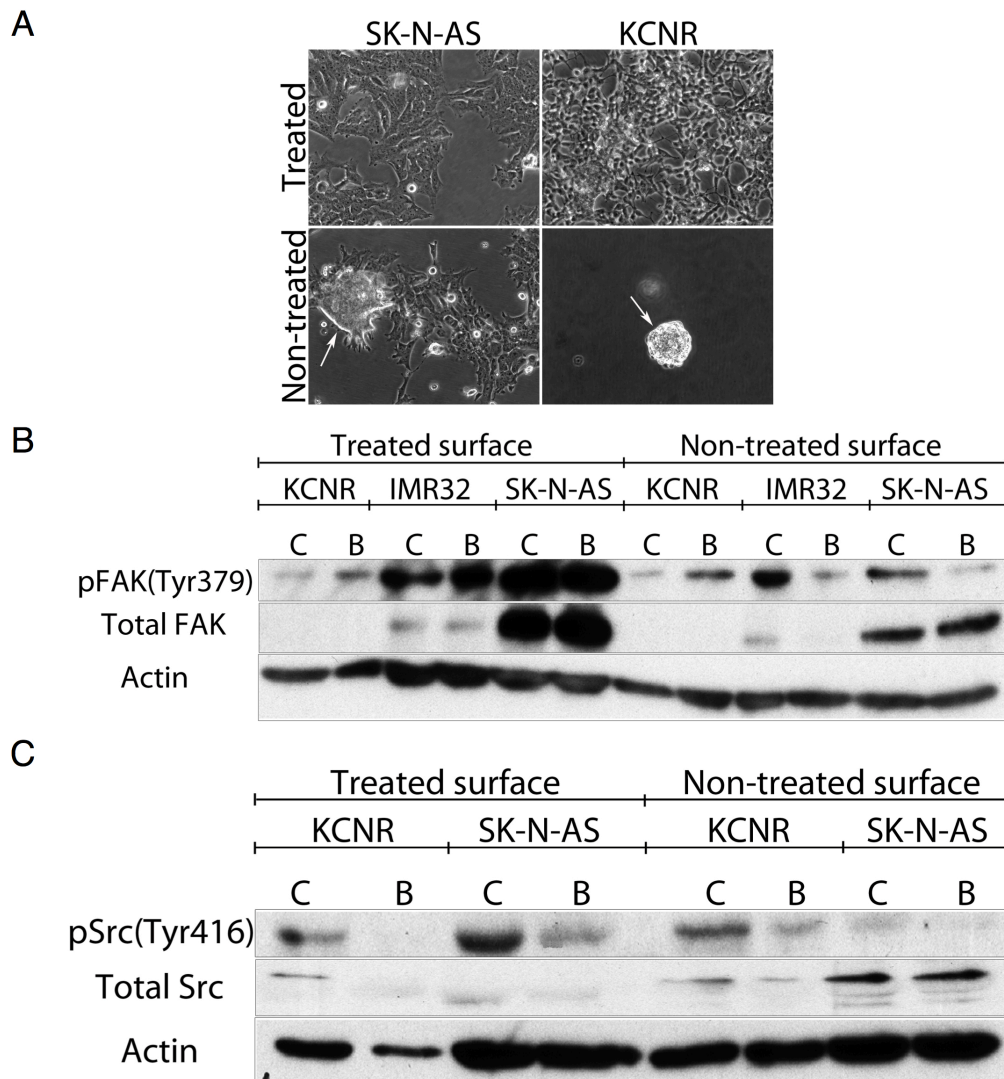 A
SK-N-AS KCNR
Treated
Non-treated
B
Treated surface Non-treated surface
KCNR IMR32 SK-N-AS KCNR IMR32 SK-N-AS
C B C B C B C B C B C B
pFAK(Tyr379)
Total FAK
Actin
C
Treated surface Non-treated surface
KCNR SK-N-AS KCNR SK-N-AS
C B C B C B C B
pSrc(Tyr416)
Total Src
Actin